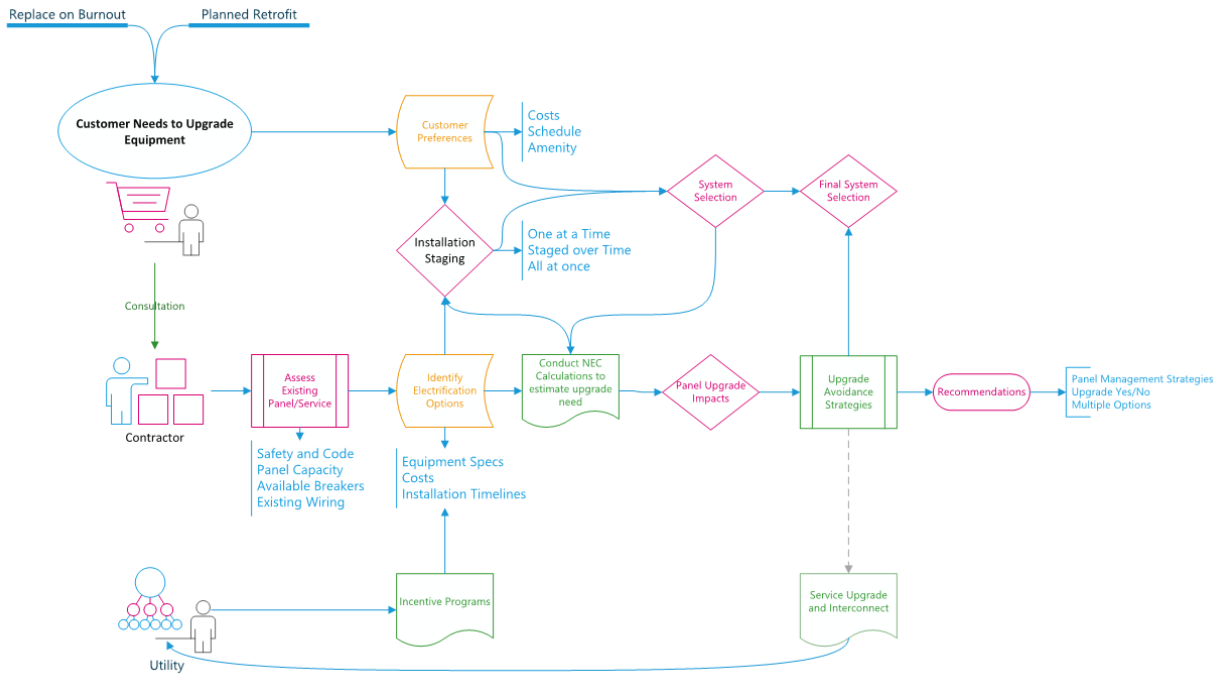 Replace on Burnout
Planned Retrofit
Customer Needs to Upgrade
Equipment
Customer
Preferences
Costs
Schedule
Amenity
System
Selection
Final System
Selection
Installation
Staging
One at a Time
Staged over Time
All at once
Consultation
Contractor
Assess
Existing
Panel/Service
Safety and Code
Panel Capacity
Available Breakers
Existing Wiring
Identify
Electrification
Options
Equipment Specs
Costs
Installation Timelines
Conduct NEC
Calculations to
estimate upgrade
need
Panel Upgrade
Impacts
Upgrade
Avoidance
Strategies
Recommendations
Panel Management Strategies
Upgrade Yes/No
Multiple Options
Utility
Incentive Programs
Service Upgrade
and Interconnect